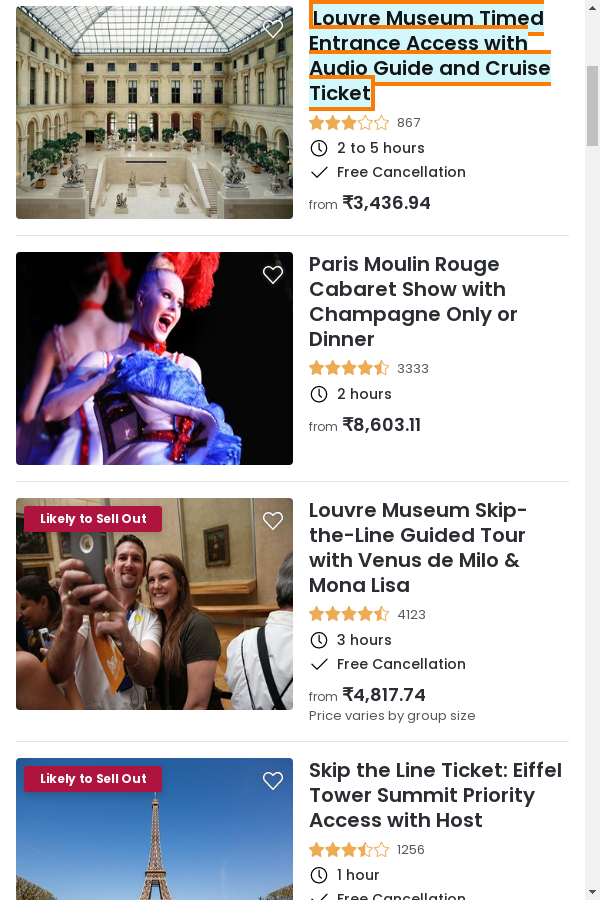 Louvre Museum Timed
Entrance Access with
Audio Guide and Cruise
Ticket
867
2 to 5 hours
Free Cancellation
from ₹3,436.94
Paris Moulin Rouge
Cabaret Show with
Champagne Only or
Dinner
3333
2 hours
from ₹8,603.11
Likely to Sell Out
Louvre Museum Skip-
the-Line Guided Tour
with Venus de Milo &
Mona Lisa
4123
3 hours
Free Cancellation
from ₹4,817.74
Price varies by group size
Likely to Sell Out
Skip the Line Ticket: Eiffel
Tower Summit Priority
Access with Host
1256
1 hour
Free Cancellation